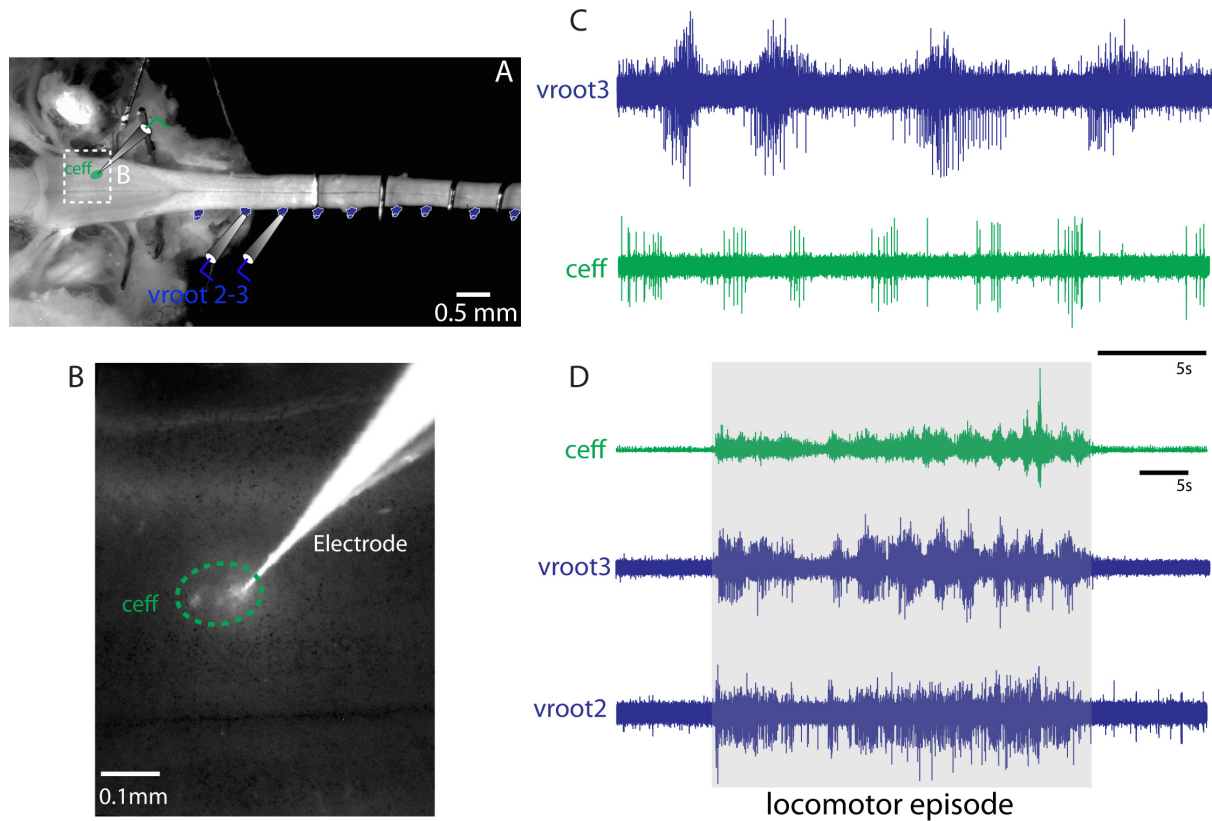 A
ceff
B
vroot 2-3
0.5 mm
B
Electrode
ceff
0.1mm
C
vroot3
ceff
5s
D
ceff
5s
vroot3
vroot2
locomotor episode